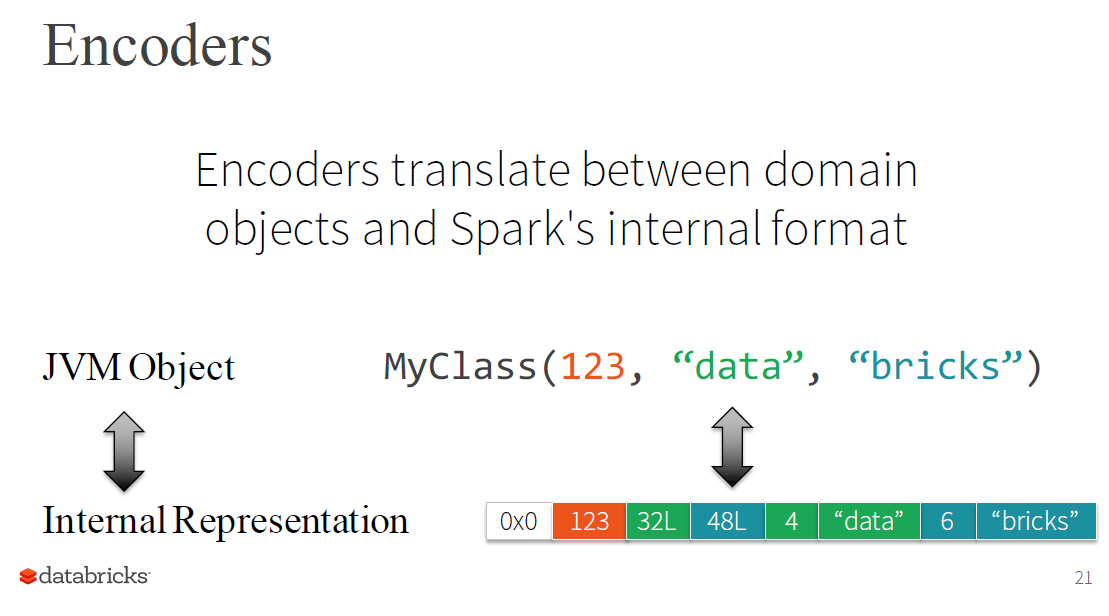 Encoders
Encoders translate between domain
objects and Spark's internal format
JVM Object
MyClass(123, “data”, “bricks”)
Internal Representation
0x0 123 32L 48L 4 “data” 6 “bricks”
databricks™
21